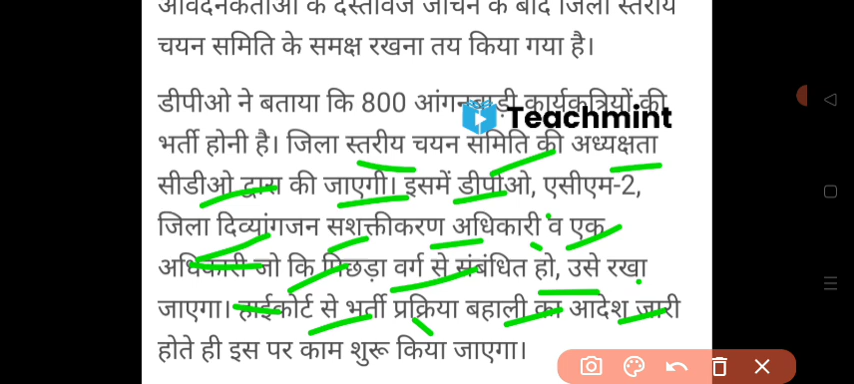 आवेदनकर्ताओं के दस्तावेज जांचने के बाद जिला स्तरीय
चयन समिति के समक्ष रखना तय किया गया है।
डीपीओ ने बताया कि 800 आंगनबाड़ी कार्यकत्रियों की
Teachmint
भर्ती होनी है। जिला स्तरीय चयन समिति की अध्यक्षता
सीडीओ द्वारा की जाएगी। इसमें डीपीओ, एसीएम-2,
जिला दिव्यांगजन सशक्तीकरण अधिकारी व एक
अधिकारी जो कि पिछड़ा वर्ग से संबंधित हो, उसे रखा
जाएगा। हाईकोर्ट से भर्ती प्रक्रिया बहाली का आदेश जारी
होते ही इस पर काम शुरू किया जाएगा।